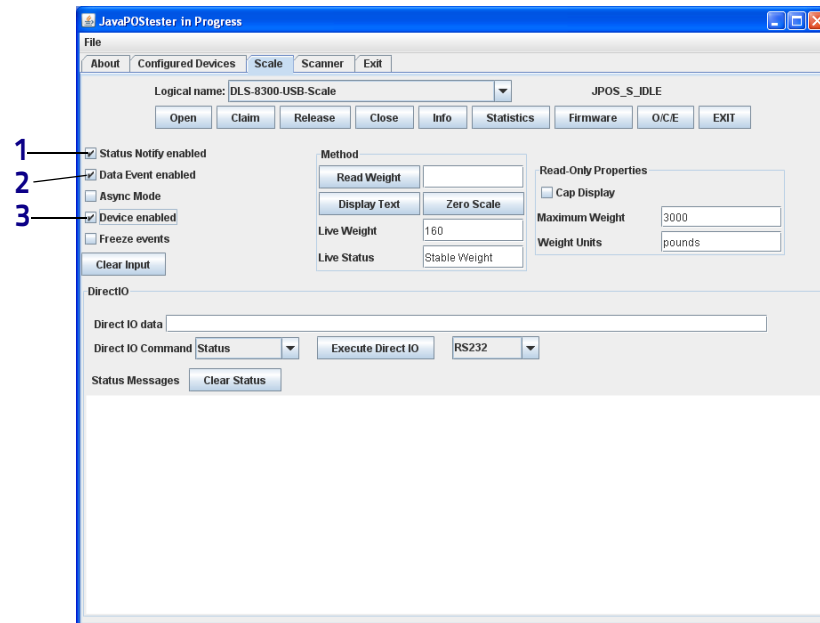 JavaPOStester in Progress
File
About Configured Devices Scale Scanner Exit
Logical name: DLS-8300-USB-Scale JPOS_S_IDLE
Open Claim Release Close Info Statistics Firmware O/C/E EXIT
1 Status Notify enabled
2 Data Event enabled
Async Mode
3 Device enabled
Freeze events
Clear Input
Method
Read Weight
Display Text Zero Scale
Live Weight 160
Live Status Stable Weight
Read-Only Properties
Cap Display
Maximum Weight 3000
Weight Units pounds
DirectIO
Direct IO data
Direct IO Command Status Execute Direct IO RS232
Status Messages Clear Status